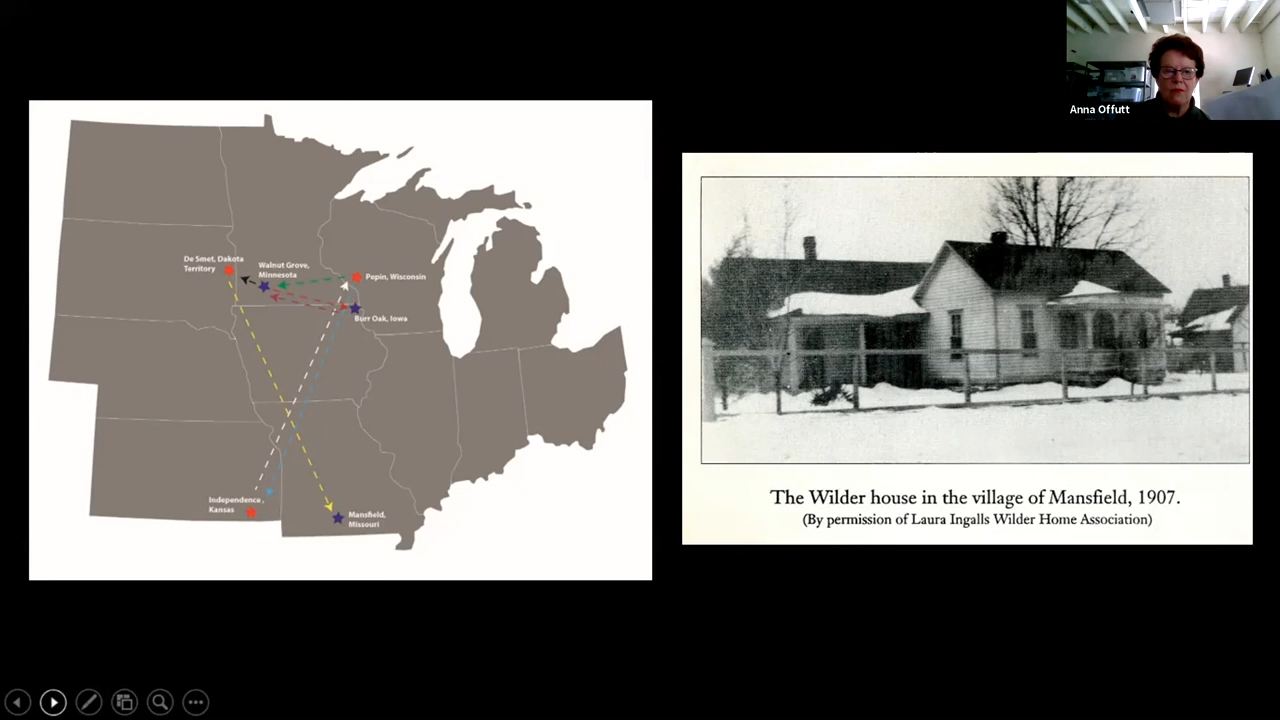 Anna Offutt
De Smet, Dakota
Territory
Walnut Grove,
Minnesota
Pepin, Wisconsin
Burr Oak, Iowa
Independence,
Kansas
Mansfield,
Missouri
The Wilder house in the village of Mansfield, 1907.
(By permission of Laura Ingalls Wilder Home Association)